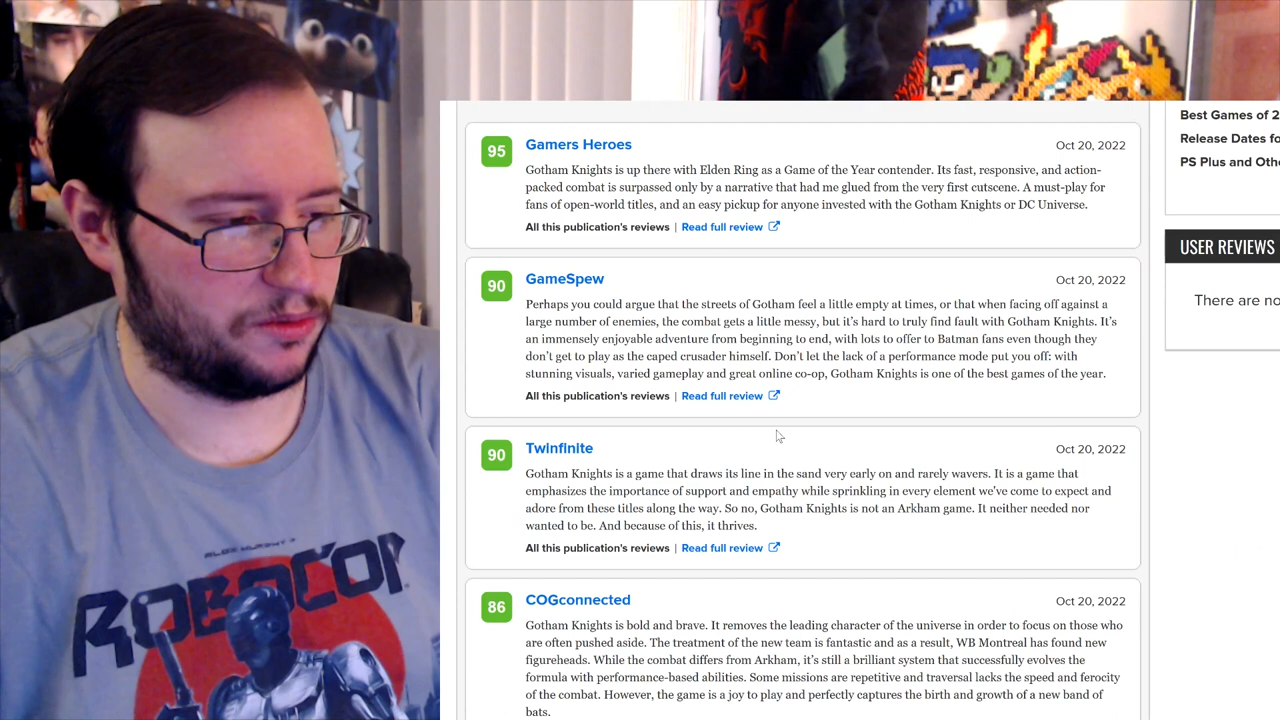 95
Gamers Heroes
Oct 20, 2022
Gotham Knights is up there with Elden Ring as a Game of the Year contender. Its fast, responsive, and action-
packed combat is surpassed only by a narrative that had me glued from the very first cutscene. A must-play for
fans of open-world titles, and an easy pickup for anyone invested with the Gotham Knights or DC Universe.
All this publication's reviews | Read full review
90
GameSpew
Oct 20, 2022
Perhaps you could argue that the streets of Gotham feel a little empty at times, or that when facing off against a
large number of enemies, the combat gets a little messy, but it's hard to truly find fault with Gotham Knights. It's
an immensely enjoyable adventure from beginning to end, with lots to offer to Batman fans even though they
don't get to play as the caped crusader himself. Don't let the lack of a performance mode put you off: with
stunning visuals, varied gameplay and great online co-op, Gotham Knights is one of the best games of the year.
All this publication's reviews | Read full review
90
Twinfinite
Oct 20, 2022
Gotham Knights is a game that draws its line in the sand very early on and rarely wavers. It is a game that
emphasizes the importance of support and empathy while sprinkling in every element we've come to expect and
adore from these titles along the way. So no, Gotham Knights is not an Arkham game. It neither needed nor
wanted to be. And because of this, it thrives.
All this publication's reviews | Read full review
86
COGconnected
Oct 20, 2022
Gotham Knights is bold and brave. It removes the leading character of the universe in order to focus on those who
are often pushed aside. The treatment of the new team is fantastic and as a result, WB Montreal has found new
figureheads. While the combat differs from Arkham, it's still a brilliant system that successfully evolves the
formula with performance-based abilities. Some missions are repetitive and traversal lacks the speed and ferocity
of the combat. However, the game is a joy to play and perfectly captures the birth and growth of a new band of
bats.
Best Games of 2
Release Dates fo
PS Plus and Oth
USER REVIEWS
There are no
ROBOCOP